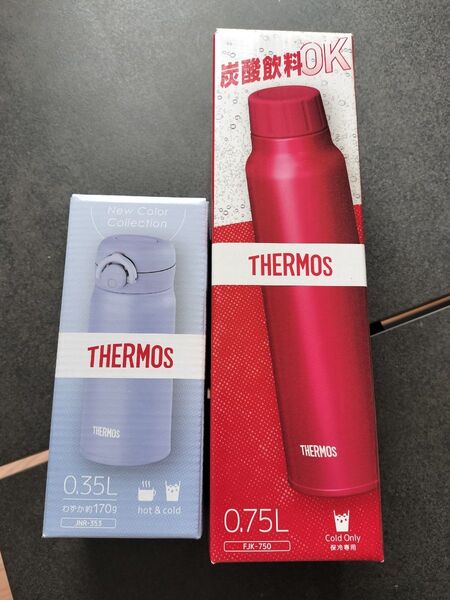 New Color
Collection
THERMOS
THERMOS
0.35L
わずか約170g
JNR-353
hot & cold
炭酸飲料OK
THERMOS
THERMOS
0.75L
FJK-750
Cold Only
保冷専用